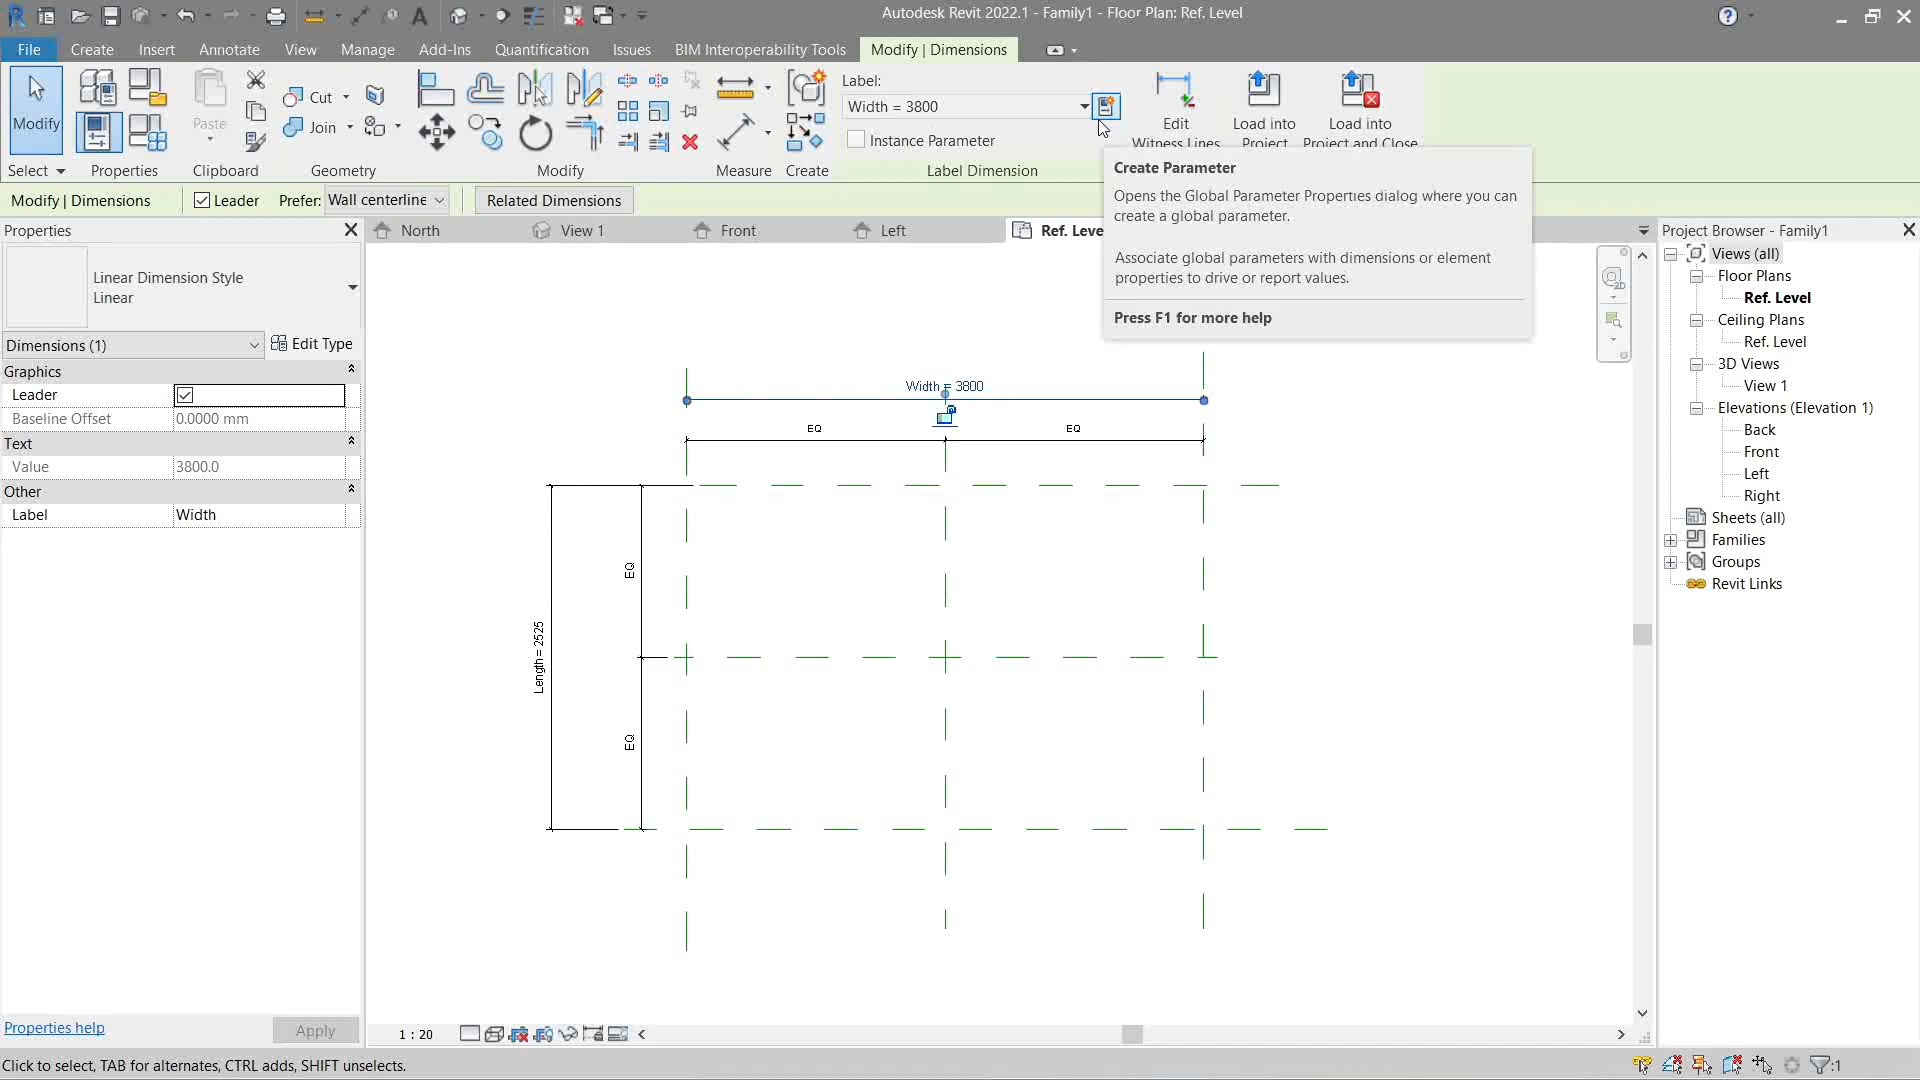 Autodesk Revit 2022.1 - Family1 - Floor Plan: Ref. Level
File Create Insert Annotate View Manage Add-Ins Quantification Issues BIM Interoperability Tools Modify | Dimensions
Modify
Paste
Cut
Join
Label:
Width = 3800
Instance Parameter
Edit
Witness Lines
Load into
Project
Load into
Project and Close
Select Properties Clipboard Geometry Modify Measure Create Label Dimension
Modify | Dimensions Leader Prefer: Wall centerline Related Dimensions
Create Parameter
Opens the Global Parameter Properties dialog where you can
create a global parameter.
Associate global parameters with dimensions or element
properties to drive or report values.
Press F1 for more help
Properties
Linear Dimension Style
Linear
Dimensions (1) Edit Type
Graphics
Leader
Baseline Offset 0.0000 mm
Text
Value 3800.0
Other
Label Width
Properties help Apply
North View 1 Front Left Ref. Leve
Width = 3800
EQ EQ
EQ
Length = 2525
EQ
1 : 20
Project Browser - Family1
Views (all)
Floor Plans
Ref. Level
Ceiling Plans
Ref. Level
3D Views
View 1
Elevations (Elevation 1)
Back
Front
Left
Right
Sheets (all)
Families
Groups
Revit Links
Click to select, TAB for alternates, CTRL adds, SHIFT unselects.
:1